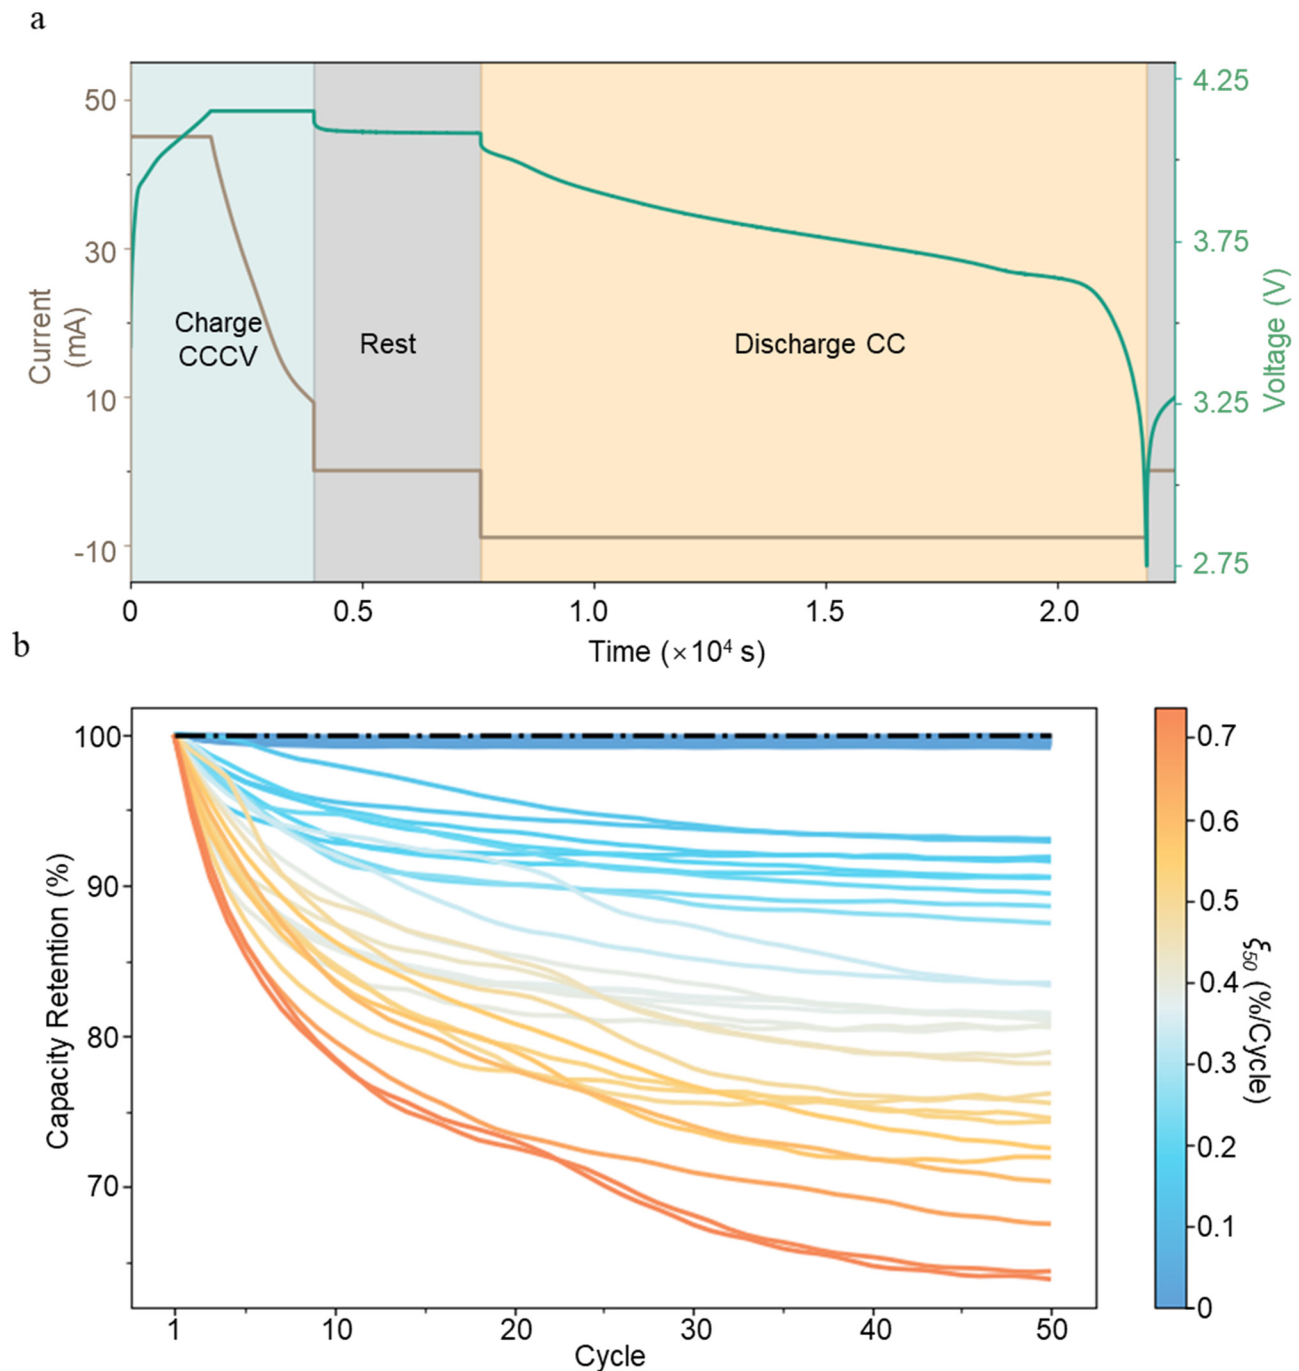 a
50
30
10
-10
Current
(mA)
Charge
CCCV
Rest
Discharge CC
4.25
3.75
3.25
2.75
Voltage (V)
0
0.5
1.0
1.5
2.0
Time (×10⁴ s)
b
100
90
80
70
Capacity Retention (%)
1
10
20
30
40
50
Cycle
0.7
0.6
0.5
0.4
0.3
0.2
0.1
0
ξ₅₀ (%/Cycle)